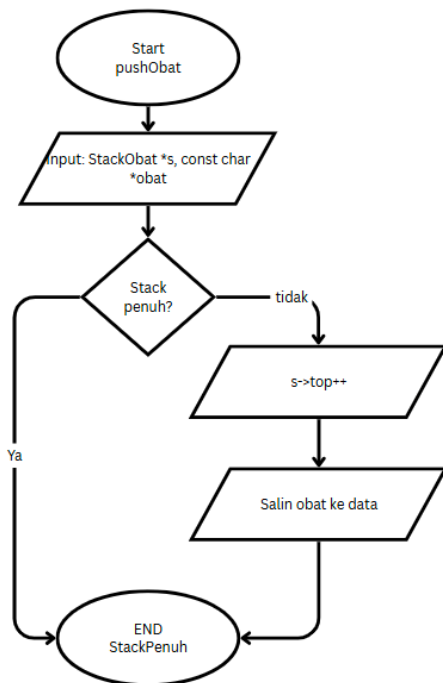 Start
pushObat
Input: StackObat *s, const char
*obat
Stack
penuh?
tidak
s->top++
Ya
Salin obat ke data
END
StackPenuh